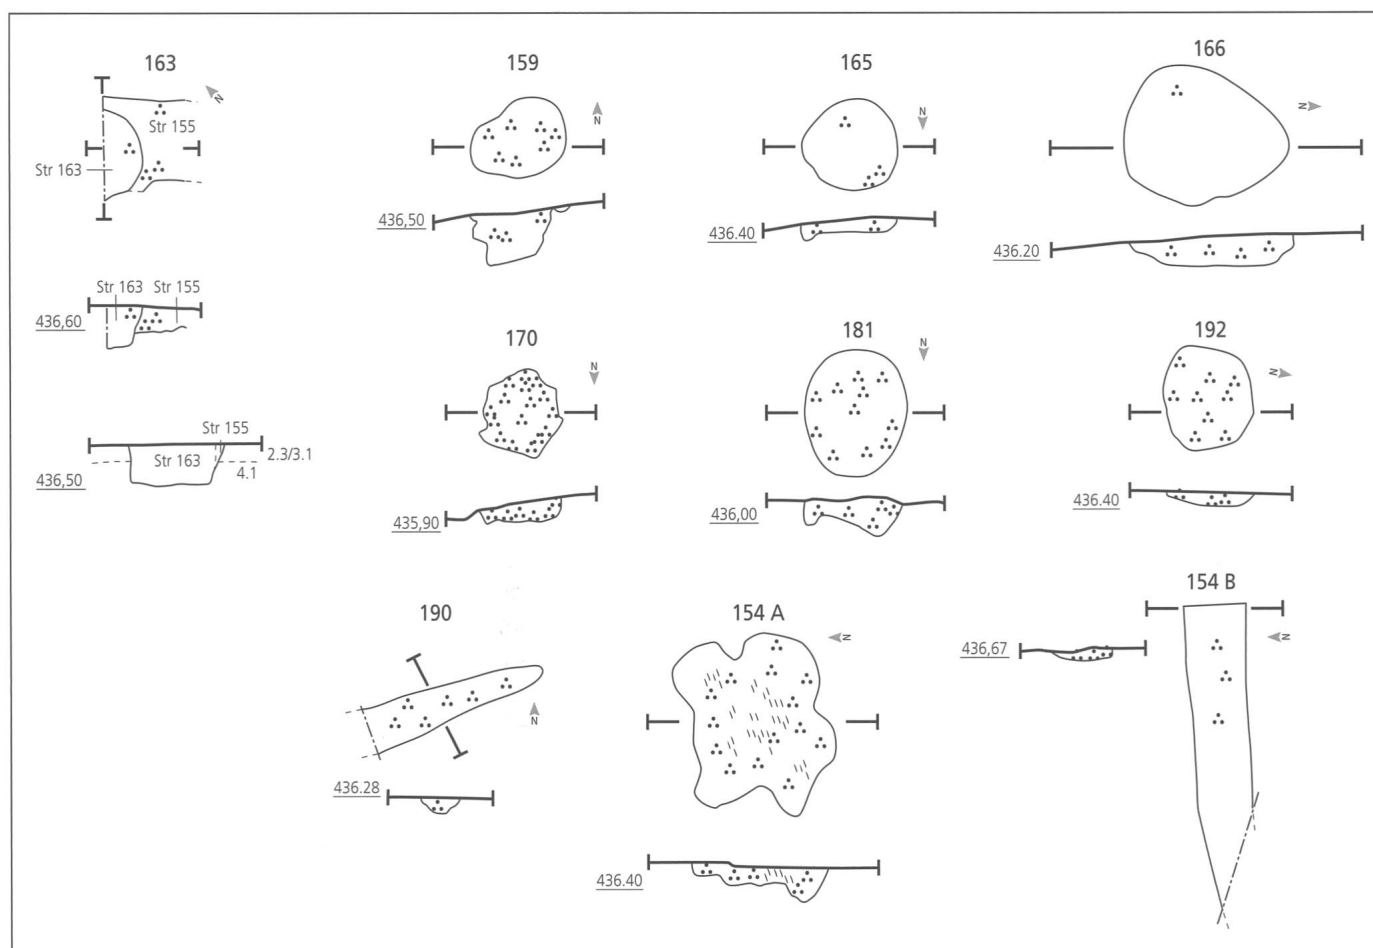 163
N
Str 155
Str 163
Str 163
Str 155
436,60
Str 155
Str 163
2.3/3.1
4.1
436,50
159
N
436,50
165
N
436.40
166
N
436.20
170
N
435,90
181
N
436,00
192
N
436.40
190
N
436.28
154 A
N
436.40
154 B
N
436,67